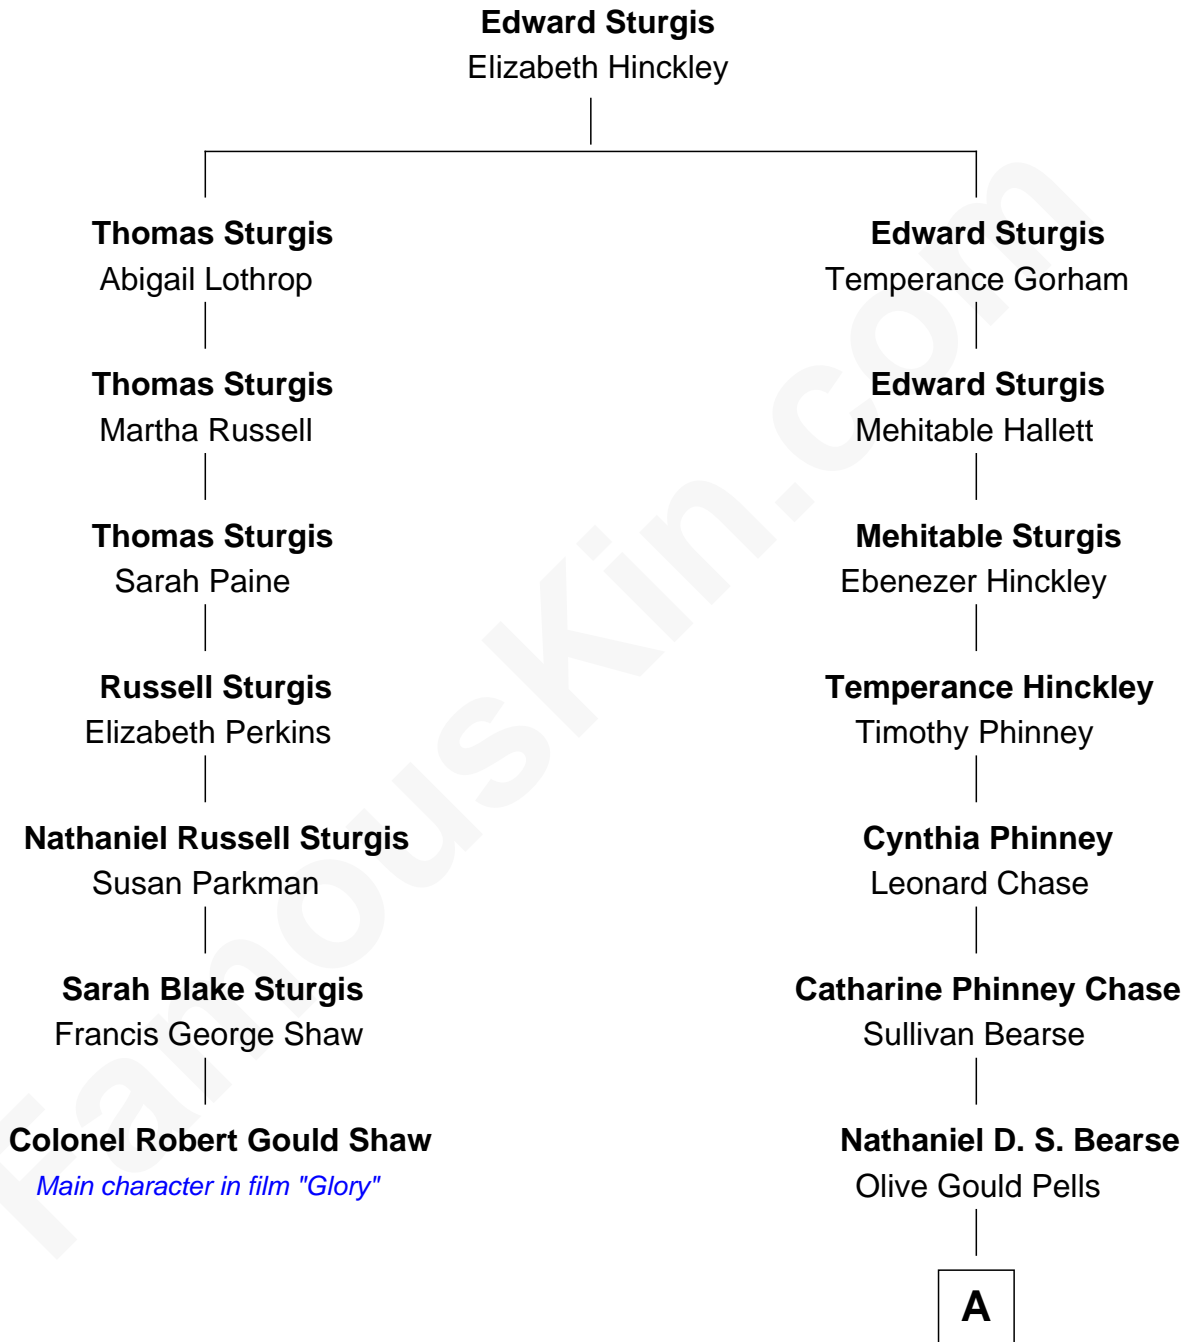 Edward Sturgis
Elizabeth Hinckley
Thomas Sturgis
Abigail Lothrop
Edward Sturgis
Temperance Gorham
Thomas Sturgis
Martha Russell
Edward Sturgis
Mehitable Hallett
Thomas Sturgis
Sarah Paine
Mehitable Sturgis
Ebenezer Hinckley
Russell Sturgis
Elizabeth Perkins
Temperance Hinckley
Timothy Phinney
Nathaniel Russell Sturgis
Susan Parkman
Cynthia Phinney
Leonard Chase
Sarah Blake Sturgis
Francis George Shaw
Catharine Phinney Chase
Sullivan Bearse
Colonel Robert Gould Shaw
Main character in film "Glory"
Nathaniel D. S. Bearse
Olive Gould Pells
A
FamousKin.com